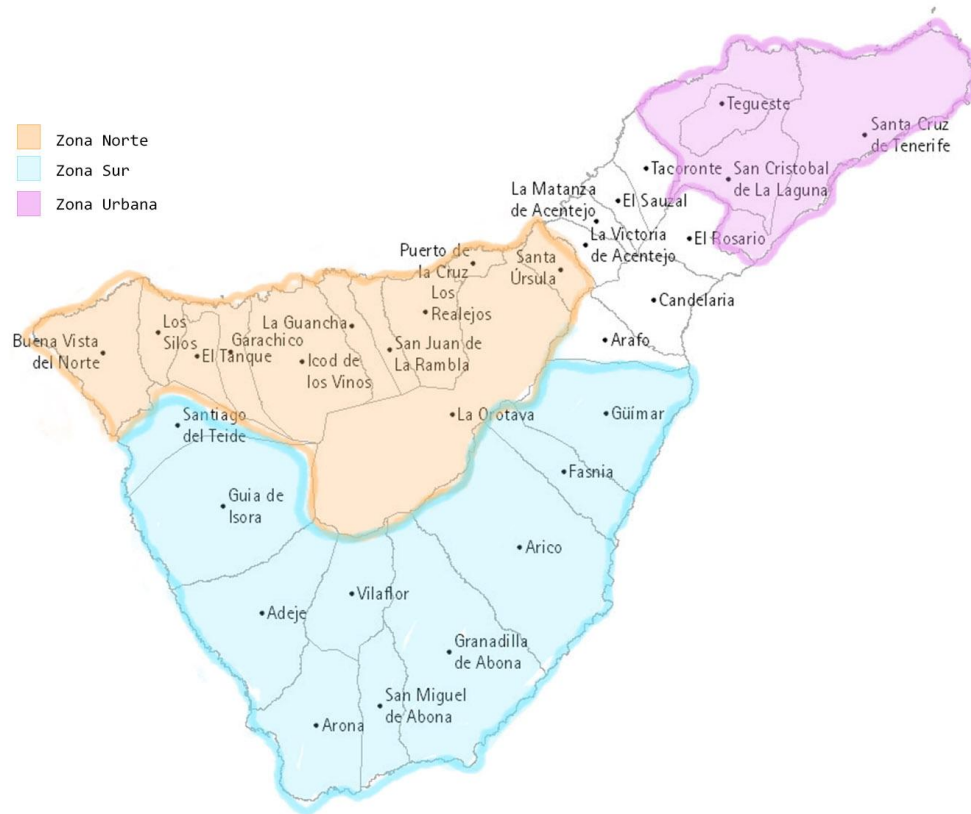 Zona Norte
Zona Sur
Zona Urbana
Tegueste
Santa Cruz
de Tenerife
Tacoronte
San Cristobal
de La Laguna
La Matanza
de Acentejo
El Sauzal
La Victoria
de Acentejo
El Rosario
Puerto de
la Cruz
Santa
Úrsula
Candelaria
Los
Realejos
Arafo
La Guancha
Los
Silos
Buena Vista
del Norte
El Tanque
Garachico
Icod de
los Vinos
San Juan de
La Rambla
La Orotava
Güímar
Santiago
del Teide
Fasnia
Guia de
Isora
Arico
Vilaflor
Adeje
Granadilla
de Abona
San Miguel
de Abona
Arona